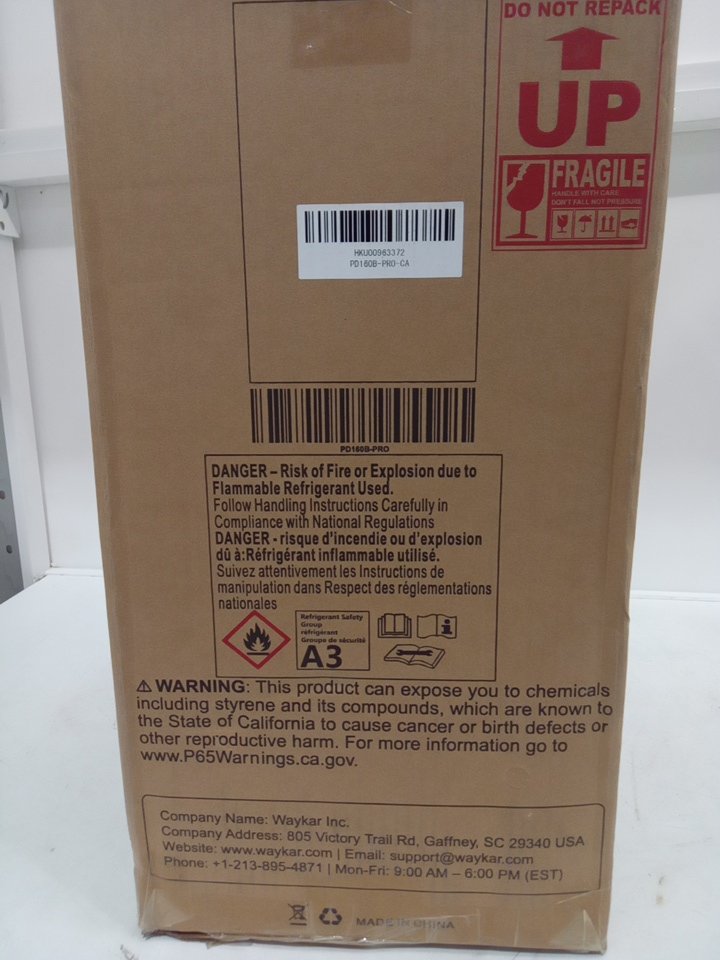 DO NOT REPACK
UP
FRAGILE
HANDLE WITH CARE
DON'T FALL NOT PRESSURE
HKU00963372
PD160B-PRO-CA
PD160B-PRO
DANGER – Risk of Fire or Explosion due to
Flammable Refrigerant Used.
Follow Handling Instructions Carefully in
Compliance with National Regulations
DANGER - risque d'incendie ou d'explosion
dû à:Réfrigérant inflammable utilisé.
Suivez attentivement les Instructions de
manipulation dans Respect des réglementations
nationales
Refrigerant Safety
Group
réfrigérant
Groupe de sécurité
A3
⚠ WARNING: This product can expose you to chemicals
including styrene and its compounds, which are known to
the State of California to cause cancer or birth defects or
other reproductive harm. For more information go to
www.P65Warnings.ca.gov.
Company Name: Waykar Inc.
Company Address: 805 Victory Trail Rd, Gaffney, SC 29340 USA
Website: www.waykar.com | Email: support@waykar.com
Phone: +1-213-895-4871 | Mon-Fri: 9:00 AM – 6:00 PM (EST)
MADE IN CHINA